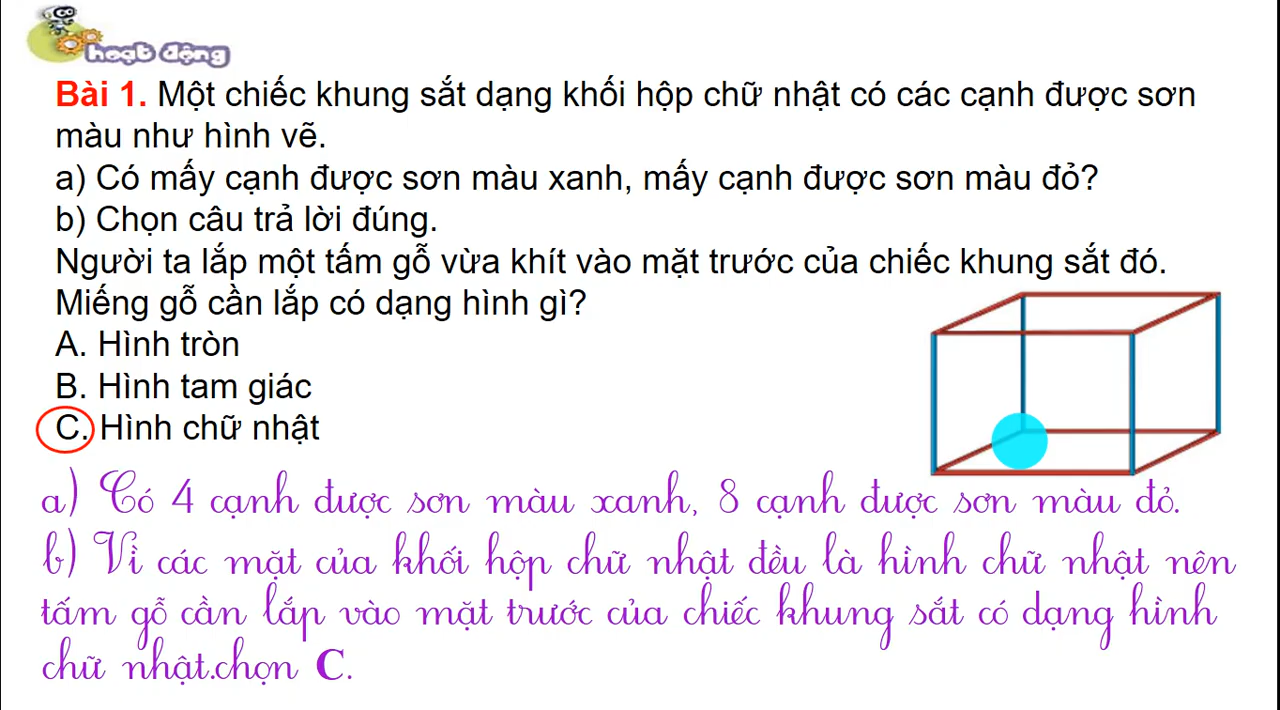 hoạt động
Bài 1. Một chiếc khung sắt dạng khối hộp chữ nhật có các cạnh được sơn
màu như hình vẽ.
a) Có mấy cạnh được sơn màu xanh, mấy cạnh được sơn màu đỏ?
b) Chọn câu trả lời đúng.
Người ta lắp một tấm gỗ vừa khít vào mặt trước của chiếc khung sắt đó.
Miếng gỗ cần lắp có dạng hình gì?
A. Hình tròn
B. Hình tam giác
C. Hình chữ nhật
a) Có 4 cạnh được sơn màu xanh, 8 cạnh được sơn màu đỏ.
b) Vì các mặt của khối hộp chữ nhật đều là hình chữ nhật nên
tấm gỗ cần lắp vào mặt trước của chiếc khung sắt có dạng hình
chữ nhật.chọn C.